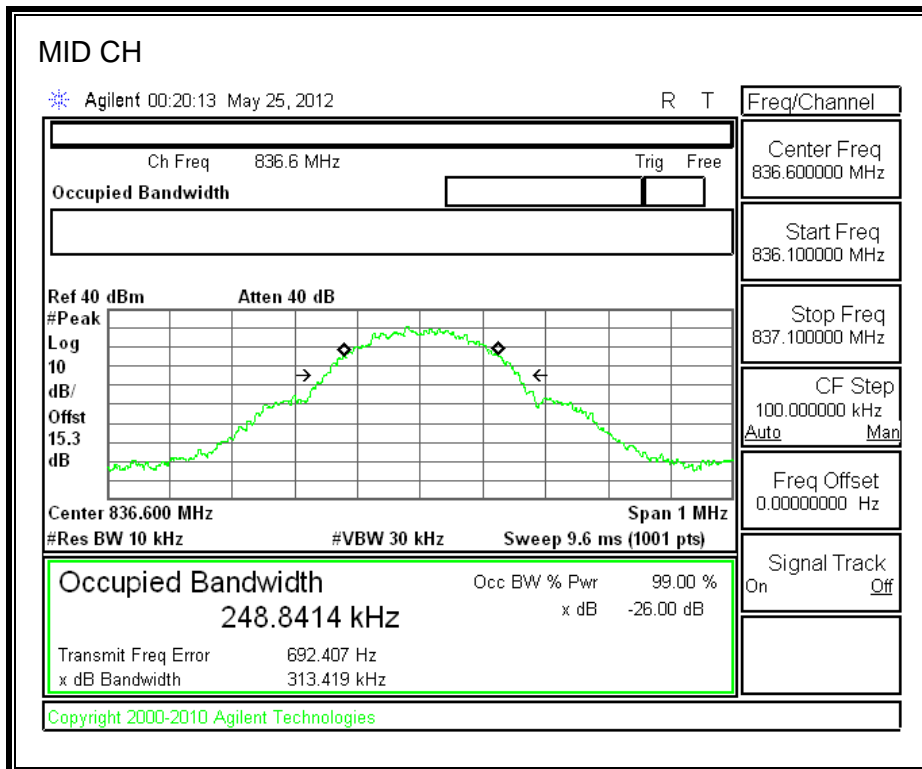 MID CH
Agilent 00:20:13 May 25, 2012 R T
Ch Freq 836.6 MHz Trig Free
Occupied Bandwidth
Ref 40 dBm Atten 40 dB
#Peak
Log
10
dB/
Offst
15.3
dB
Center 836.600 MHz Span 1 MHz
#Res BW 10 kHz #VBW 30 kHz Sweep 9.6 ms (1001 pts)
Occupied Bandwidth Occ BW % Pwr 99.00 %
248.8414 kHz x dB -26.00 dB
Transmit Freq Error 692.407 Hz
x dB Bandwidth 313.419 kHz
Copyright 2000-2010 Agilent Technologies
Freq/Channel
Center Freq
836.600000 MHz
Start Freq
836.100000 MHz
Stop Freq
837.100000 MHz
CF Step
100.000000 kHz
Auto Man
Freq Offset
0.00000000 Hz
Signal Track
On Off